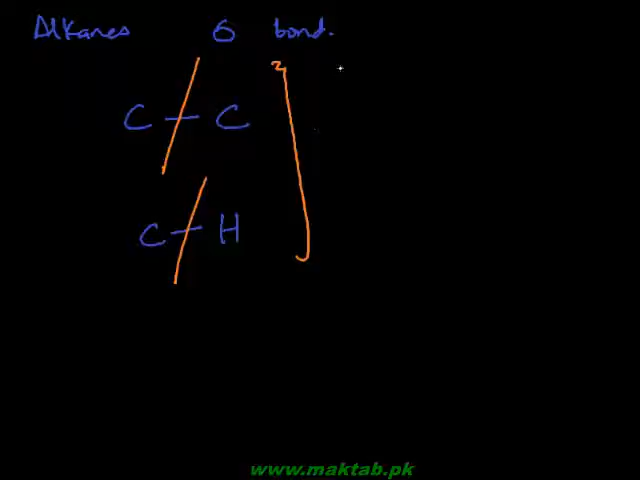 Alkanes σ bond.
C — C
C — H
www.maktab.pk